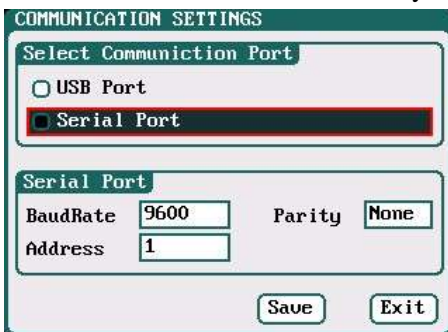 COMMUNICATION SETTINGS
Select Communiction Port
USB Port
Serial Port
Serial Port
BaudRate 9600 Parity None
Address 1
Save Exit